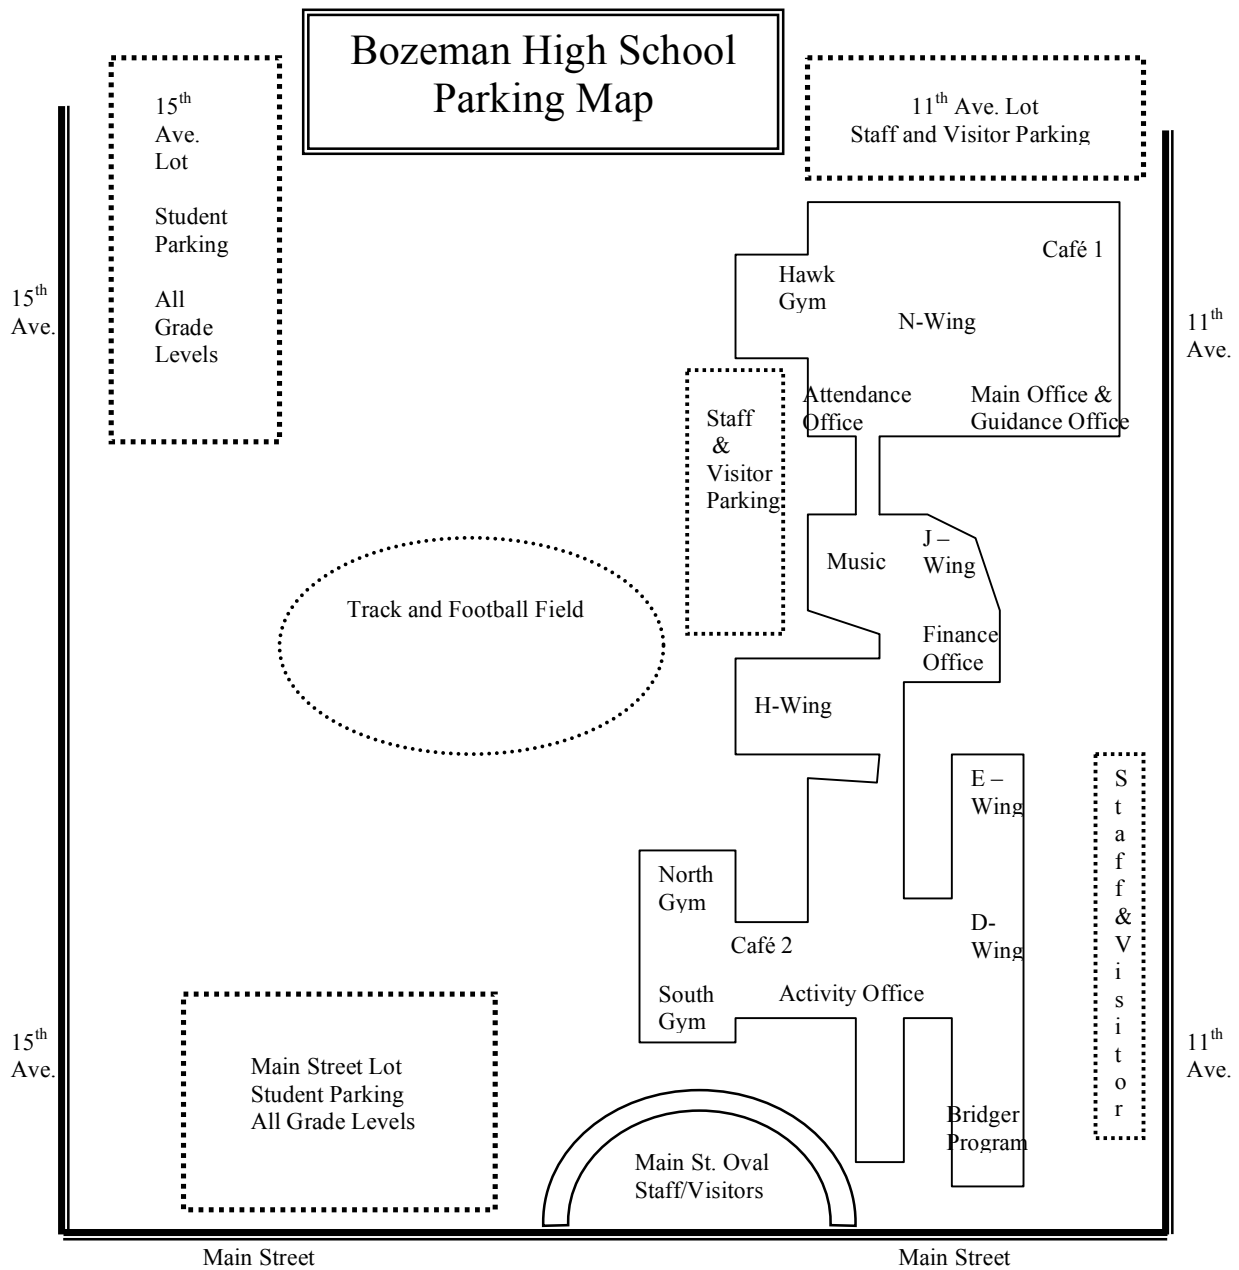 Bozeman High School
Parking Map
15th
Ave.
Lot
Student
Parking
All
Grade
Levels
11th Ave. Lot
Staff and Visitor Parking
15th
Ave.
11th
Ave.
Café 1
Hawk
Gym
N-Wing
Attendance
Office
Main Office &
Guidance Office
Staff
&
Visitor
Parking
Music
J –
Wing
Track and Football Field
Finance
Office
H-Wing
E –
Wing
Staff & Visitor
North
Gym
D-
Wing
Café 2
South
Gym
Activity Office
15th
Ave.
11th
Ave.
Main Street Lot
Student Parking
All Grade Levels
Bridger
Program
Main St. Oval
Staff/Visitors
Main Street
Main Street